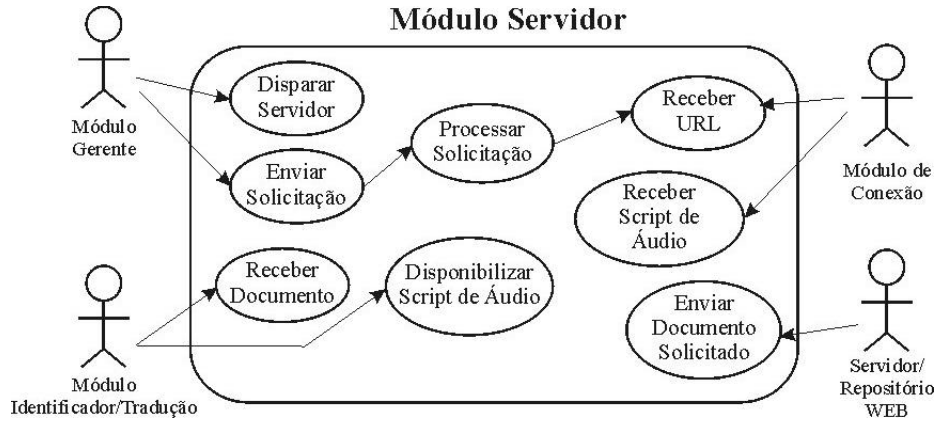 Módulo Servidor
Módulo
Gerente
Disparar
Servidor
Enviar
Solicitação
Processar
Solicitação
Receber
URL
Receber
Script de
Áudio
Módulo de
Conexão
Receber
Documento
Disponibilizar
Script de Áudio
Enviar
Documento
Solicitado
Módulo
Identificador/Tradução
Servidor/
Repositório
WEB